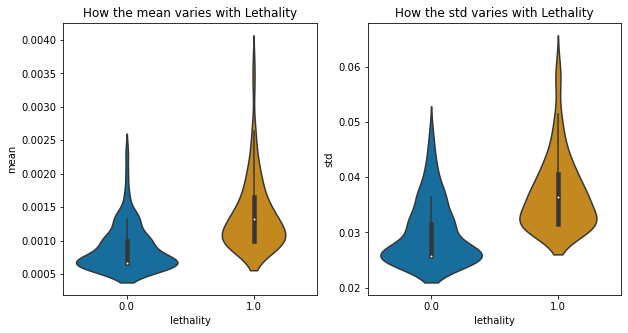 How the mean varies with Lethality
How the std varies with Lethality
0.0040
0.0035
0.0030
0.0025
0.0020
0.0015
0.0010
0.0005
mean
0.0
1.0
lethality
0.06
0.05
0.04
0.03
0.02
std
0.0
1.0
lethality